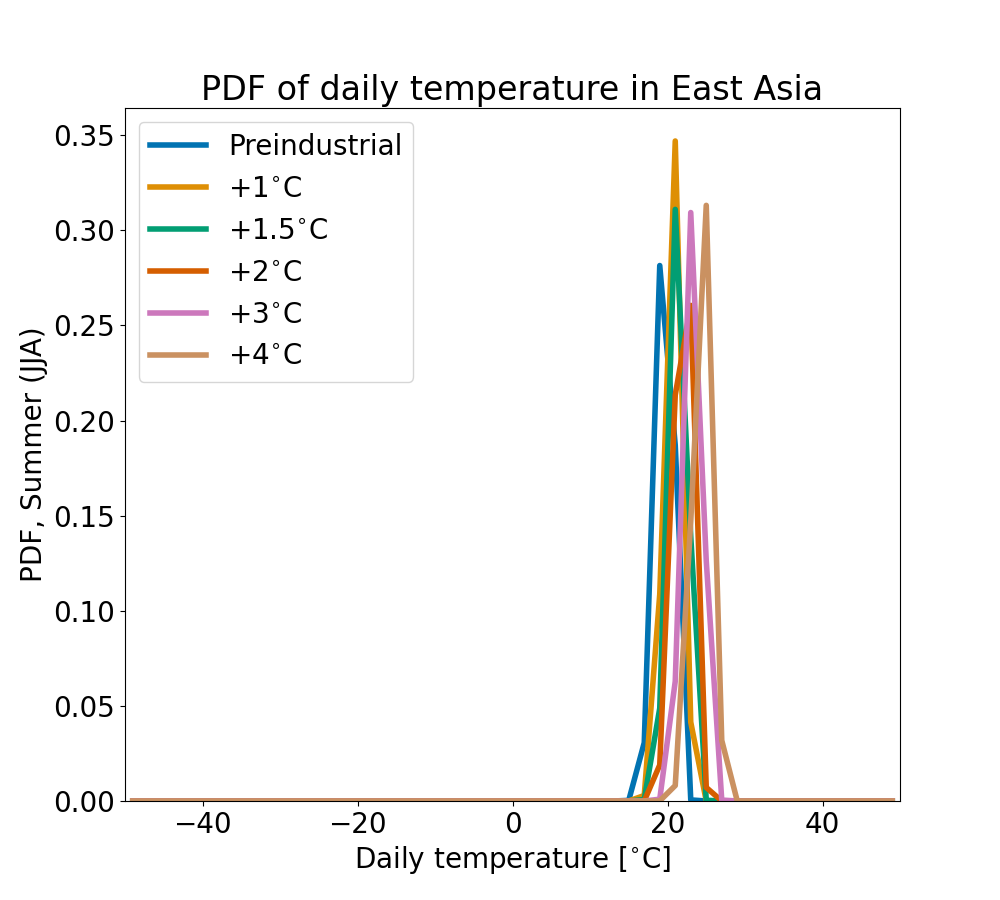 PDF of daily temperature in East Asia
Preindustrial
+1°C
+1.5°C
+2°C
+3°C
+4°C
PDF, Summer (JJA)
0.35
0.30
0.25
0.20
0.15
0.10
0.05
0.00
−40
−20
0
20
40
Daily temperature [°C]